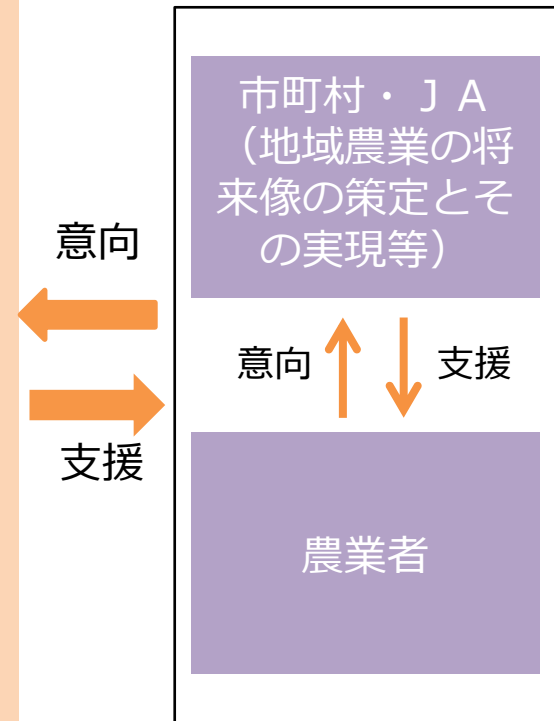 市町村・ＪＡ
（地域農業の将
来像の策定とそ
の実現等）
意向
意向
支援
支援
農業者